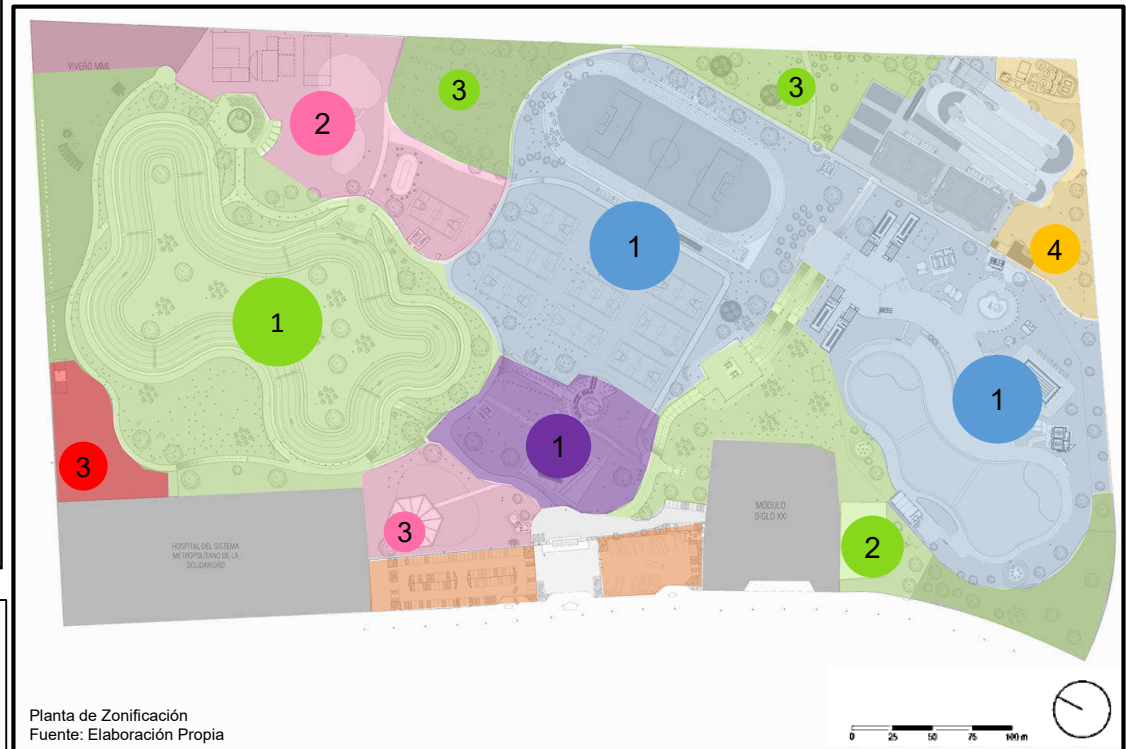 VIVERO MML
2
3
3
1
1
4
1
1
3
3
2
HOSPITAL DEL SISTEMA
METROPOLITANO DE LA
SOLIDARIDAD
MÓDULO
SIGLO XXI
Planta de Zonificación
Fuente: Elaboración Propia
0 25 50 75 100 m